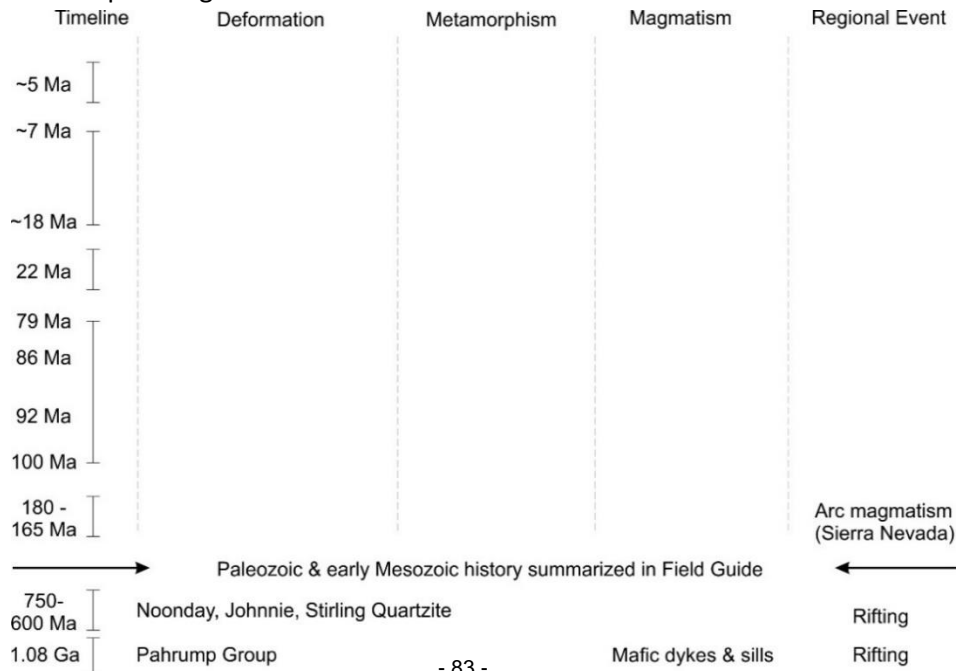 Timeline Deformation Metamorphism Magmatism Regional Event
~5 Ma
~7 Ma
~18 Ma
22 Ma
79 Ma
86 Ma
92 Ma
100 Ma
180 -
165 Ma
Arc magmatism
(Sierra Nevada)
Paleozoic & early Mesozoic history summarized in Field Guide
750-
600 Ma
Noonday, Johnnie, Stirling Quartzite
Rifting
1.08 Ga Pahrump Group Mafic dykes & sills Rifting
- 83 -